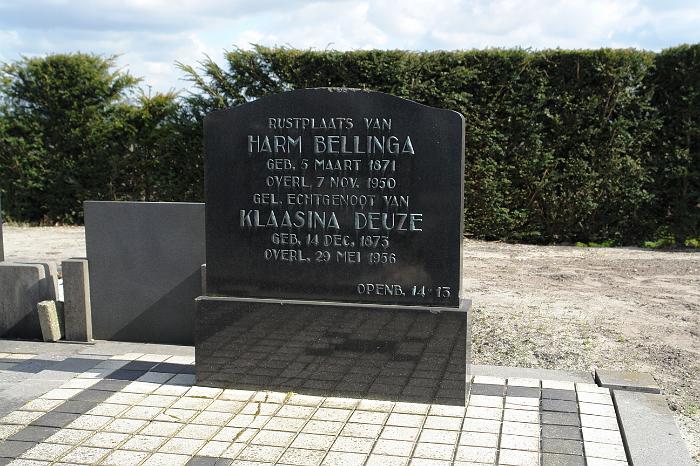 RUSTPLAATS VAN
HARM BELLINGA
GEB. 5 MAART 1871
OVERL. 7 NOV. 1950
GEL. ECHTGENOOT VAN
KLAASINA DEUZE
GEB. 14 DEC. 1873
OVERL. 29 MEI 1956
OPENB. 14:13